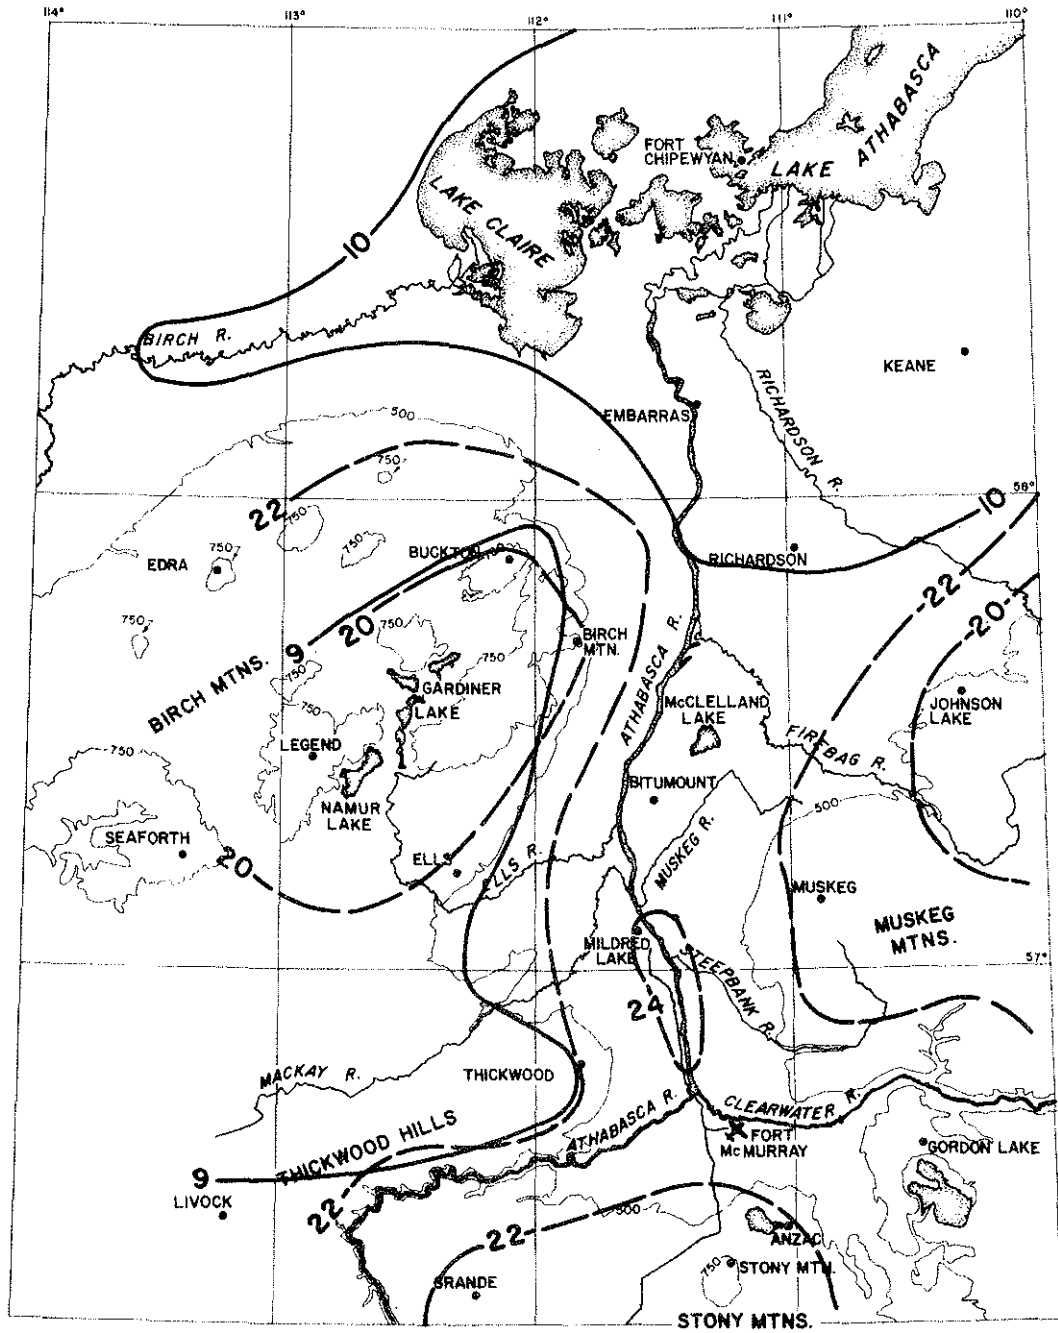 114°
113°
112°
111°
110°
LAKE ATHABASCA
FORT
CHIPEWYAN
LAKE CLAIRE
10
BIRCH R.
KEANE
RICHARDSON R.
EMBARRAS
500
750
22
58°
10
750
750
BUCKTON
EDRA
750
RICHARDSON
22
20
20
9
750
BIRCH
MTN.
750
750
BIRCH MTNS.
ATHABASCA R.
750
GARDINER
LAKE
McCLELLAND
LAKE
JOHNSON
LAKE
750
750
LEGEND
FIREBAG R.
NAMUR
LAKE
BITUMOUNT
500
SEAFORTH
20
ELLS
LLS R.
MUSKEG R.
MUSKEG
MUSKEG
MTNS.
MILDRED
LAKE
57°
STEEPBANK R.
24
MACKAY R.
THICKWOOD
CLEARWATER R.
THICKWOOD HILLS
ATHABASCA R.
FORT
McMURRAY
GORDON LAKE
9
LIVOCK
22
500
22
ANZAC
750
STONY MTN.
GRANDE
STONY MTNS.